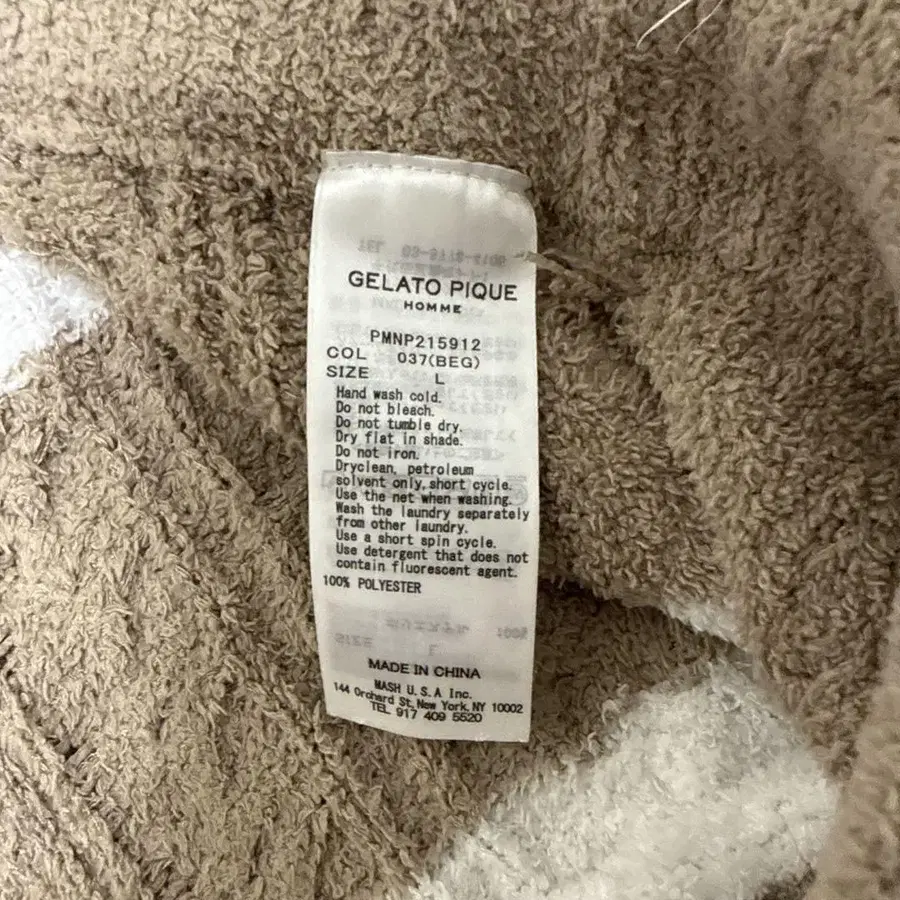 GELATO PIQUE
HOMME
PMNP215912
COL 037(BEG)
SIZE L
Hand wash cold.
Do not bleach.
Do not tumble dry.
Dry flat in shade.
Do not iron.
Dryclean, petroleum
solvent only, short cycle.
Use the net when washing.
Wash the laundry separately
from other laundry.
Use a short spin cycle.
Use detergent that does not
contain fluorescent agent.
100% POLYESTER
MADE IN CHINA
MASH U.S.A Inc.
144 Orchard St, New York, NY 10002
TEL 917 409 5520